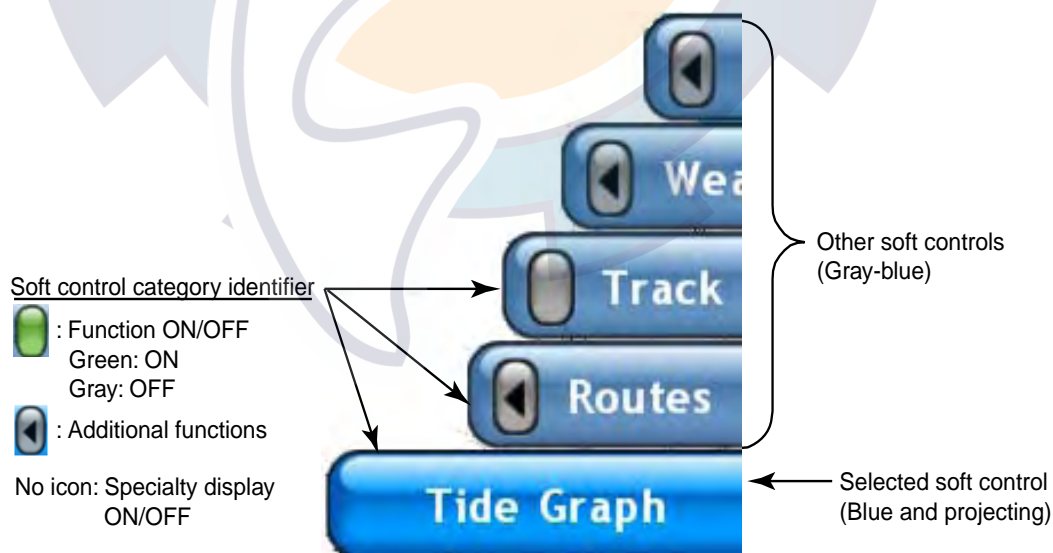 Wea
Track
Routes
Tide Graph
Soft control category identifier
: Function ON/OFF
Green: ON
Gray: OFF
: Additional functions
No icon: Specialty display
ON/OFF
Other soft controls
(Gray-blue)
Selected soft control
(Blue and projecting)